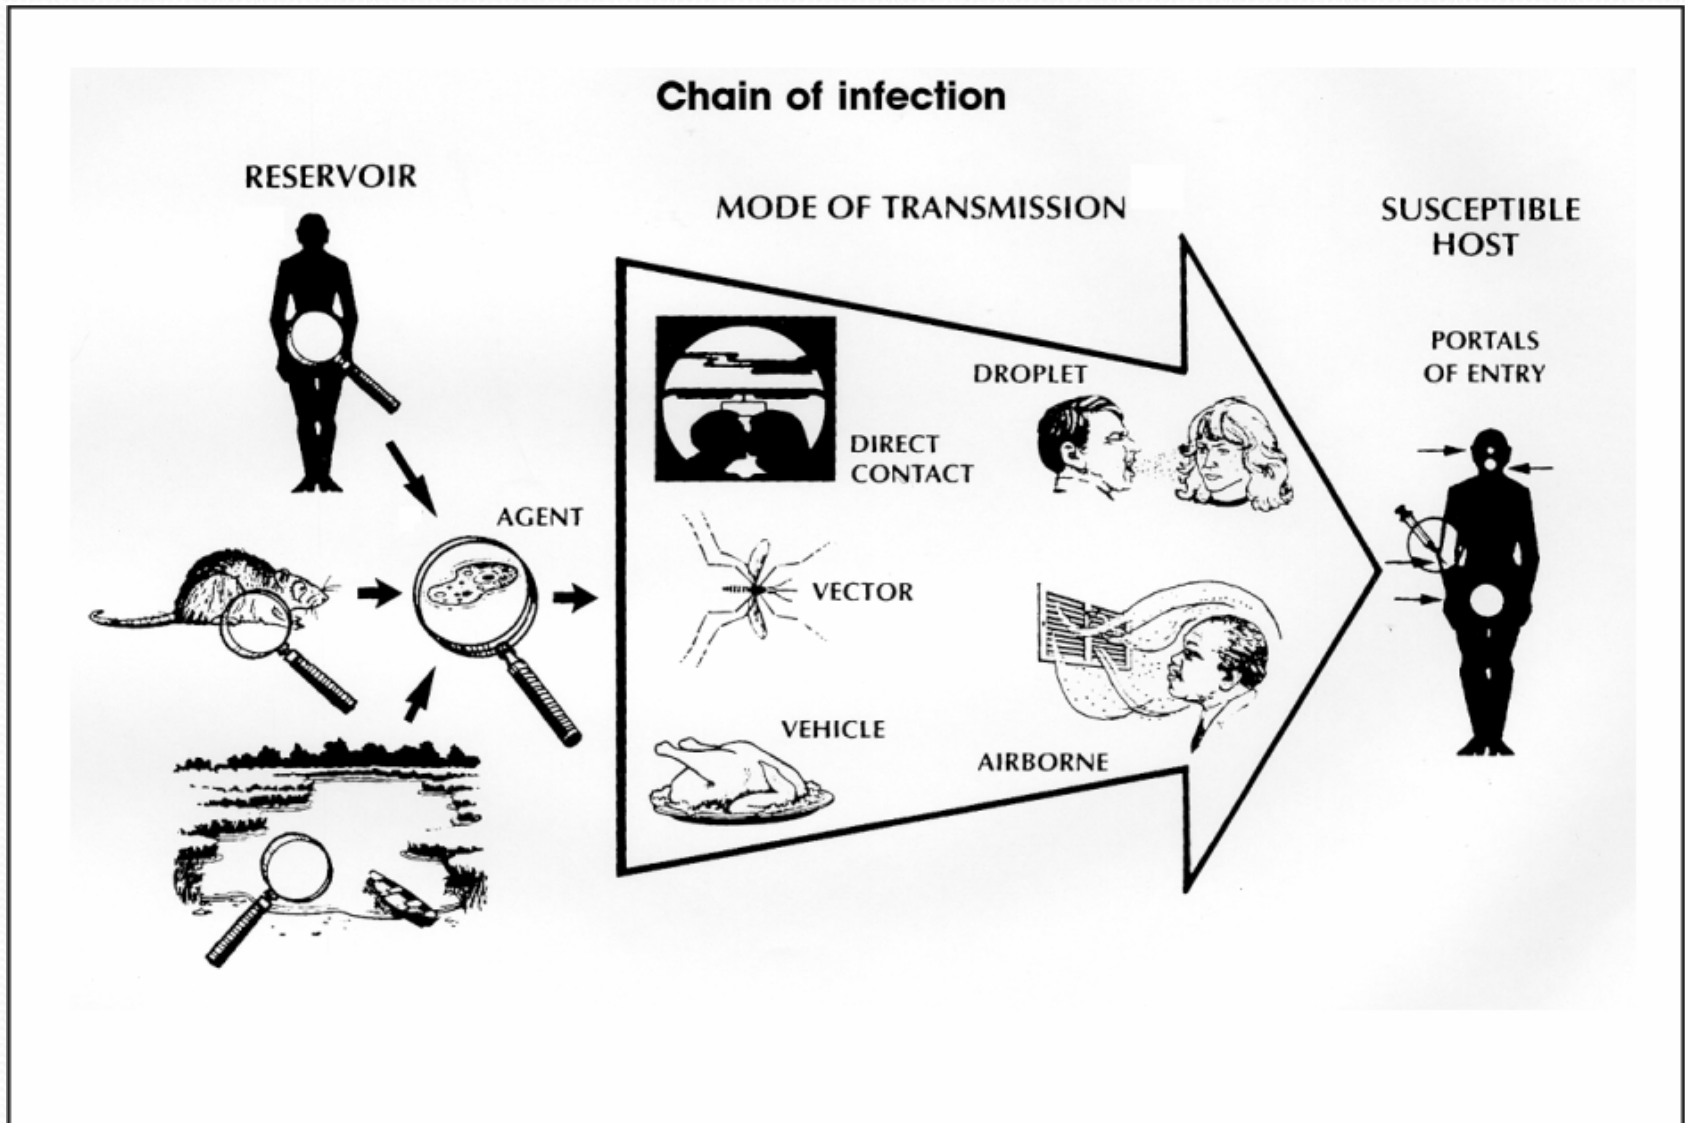 Chain of infection
RESERVOIR
MODE OF TRANSMISSION
SUSCEPTIBLE
HOST
PORTALS
OF ENTRY
DROPLET
DIRECT
CONTACT
AGENT
VECTOR
VEHICLE
AIRBORNE